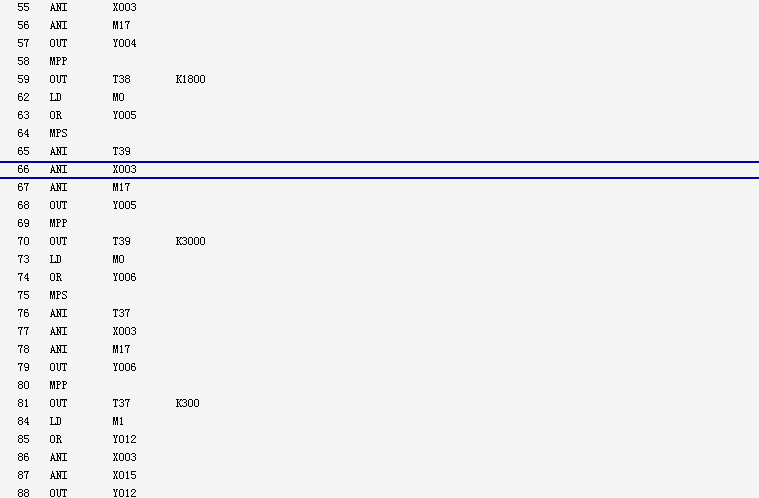 55 ANI X003
56 ANI M17
57 OUT Y004
58 MPP
59 OUT T38 K1800
62 LD M0
63 OR Y005
64 MPS
65 ANI T39
66 ANI X003
67 ANI M17
68 OUT Y005
69 MPP
70 OUT T39 K3000
73 LD M0
74 OR Y006
75 MPS
76 ANI T37
77 ANI X003
78 ANI M17
79 OUT Y006
80 MPP
81 OUT T37 K300
84 LD M1
85 OR Y012
86 ANI X003
87 ANI X015
88 OUT Y012